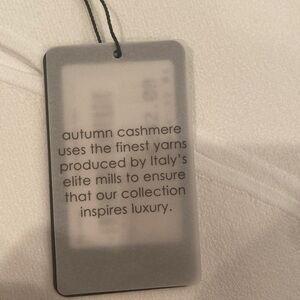 autumn cashmere
uses the finest yarns
produced by Italy's
elite mills to ensure
that our collection
inspires luxury.